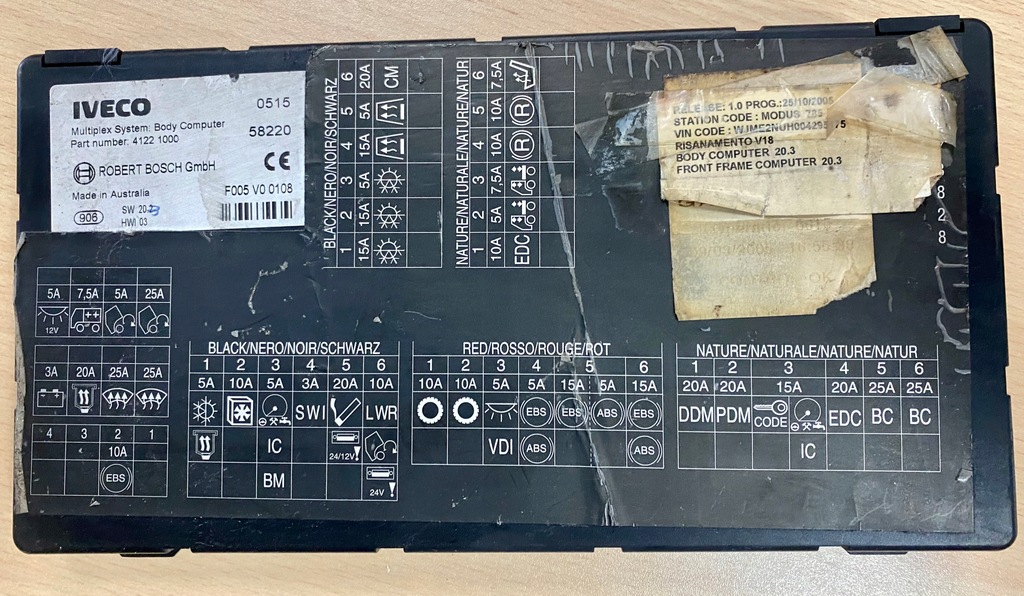 IVECO 0515
Multiplex System: Body Computer 58220
Part number: 4122 1000
ROBERT BOSCH GmbH CE
Made in Australia F005 V0 0108
906 SW 20.
HWI 03
BLACK/NERO/NOIR/SCHWARZ
1 2 3 4 5 6
15A 15A 5A 15A 5A 20A
CM
NATURE/NATURALE/NATURE/NATUR
1 2 3 4 5 6
10A 5A 7,5A 10A 10A 7,5A
EDC (R) (R)
RELEASE: 1.0 PROG.:25/10/2005
STATION CODE : MODUS 785
VIN CODE :
RISANAMENTO V18
BODY COMPUTER 20.3
FRONT FRAME COMPUTER 20.3
8
2
8
5A 7,5A 5A 25A
12V
3A 20A 25A 25A
4 3 2 1
10A
EBS
BLACK/NERO/NOIR/SCHWARZ
1 2 3 4 5 6
5A 10A 5A 3A 20A 10A
SWI LWR
IC 24/12V
BM 24V
RED/ROSSO/ROUGE/ROT
1 2 3 4 5 6
10A 10A 5A 5A 15A 5A 15A
EBS EBS ABS EBS
VDI ABS ABS
NATURE/NATURALE/NATURE/NATUR
1 2 3 4 5 6
20A 20A 15A 20A 25A 25A
DDM PDM CODE EDC BC BC
IC